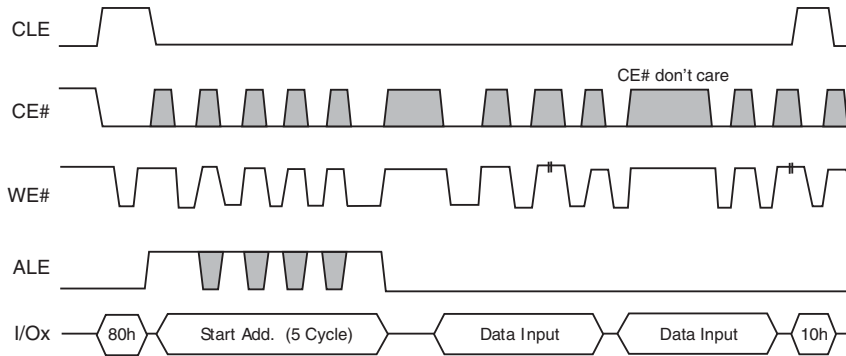 CLE
CE# don't care
CE#
WE#
ALE
I/Ox
80h
Start Add. (5 Cycle)
Data Input
Data Input
10h